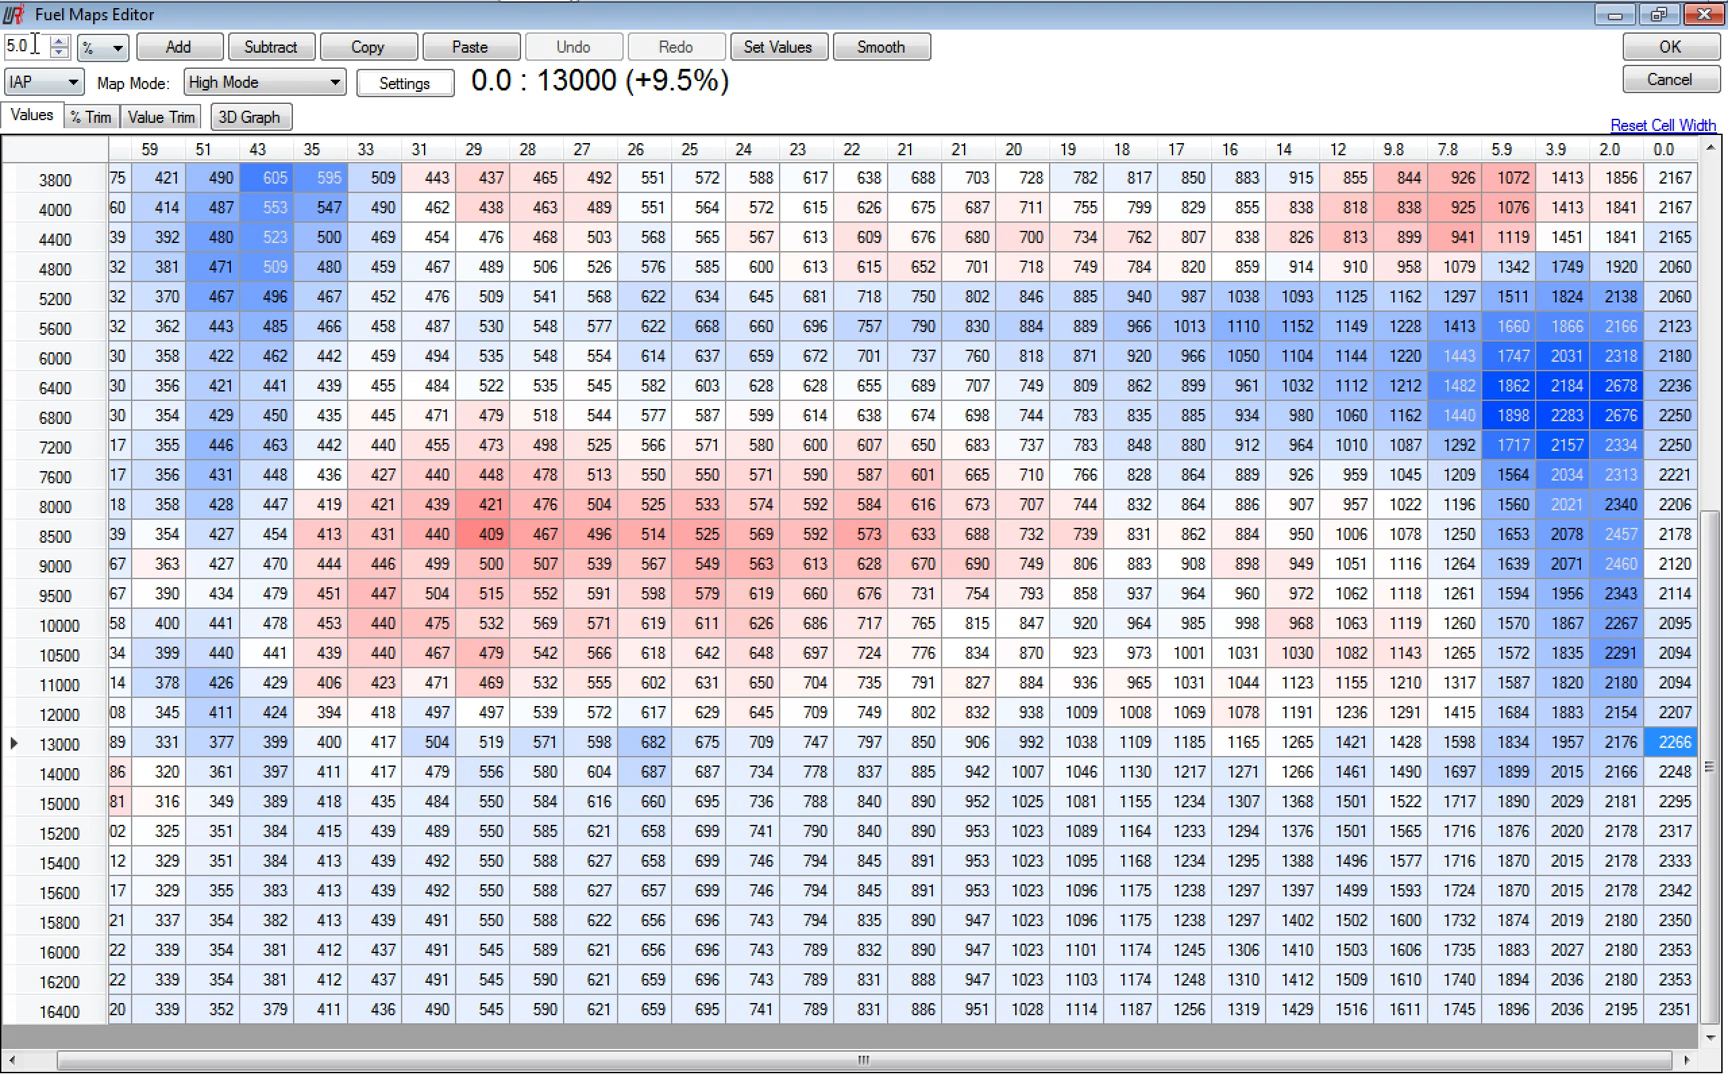 Fuel Maps Editor
5.0 % Add Subtract Copy Paste Undo Redo Set Values Smooth OK
IAP Map Mode: High Mode Settings 0.0 : 13000 (+9.5%) Cancel
Values % Trim Value Trim 3D Graph
Reset Cell Width
59 51 43 35 33 31 29 28 27 26 25 24 23 22 21 21 20 19 18 17 16 14 12 9.8 7.8 5.9 3.9 2.0 0.0
3800 75 421 490 605 595 509 443 437 465 492 551 572 588 617 638 688 703 728 782 817 850 883 915 855 844 926 1072 1413 1856 2167
4000 60 414 487 553 547 490 462 438 463 489 551 564 572 615 626 675 687 711 755 799 829 855 838 818 838 925 1076 1413 1841 2167
4400 39 392 480 523 500 469 454 476 468 503 568 565 567 613 609 676 680 700 734 762 807 838 826 813 899 941 1119 1451 1841 2165
4800 32 381 471 509 480 459 467 489 506 526 576 585 600 613 615 652 701 718 749 784 820 859 914 910 958 1079 1342 1749 1920 2060
5200 32 370 467 496 467 452 476 509 541 568 622 634 645 681 718 750 802 846 885 940 987 1038 1093 1125 1162 1297 1511 1824 2138 2060
5600 32 362 443 485 466 458 487 530 548 577 622 668 660 696 757 790 830 884 889 966 1013 1110 1152 1149 1228 1413 1660 1866 2166 2123
6000 30 358 422 462 442 459 494 535 548 554 614 637 659 672 701 737 760 818 871 920 966 1050 1104 1144 1220 1443 1747 2031 2318 2180
6400 30 356 421 441 439 455 484 522 535 545 582 603 628 628 655 689 707 749 809 862 899 961 1032 1112 1212 1482 1862 2184 2678 2236
6800 30 354 429 450 435 445 471 479 518 544 577 587 599 614 638 674 698 744 783 835 885 934 980 1060 1162 1440 1898 2283 2676 2250
7200 17 355 446 463 442 440 455 473 498 525 566 571 580 600 607 650 683 737 783 848 880 912 964 1010 1087 1292 1717 2157 2334 2250
7600 17 356 431 448 436 427 440 448 478 513 550 550 571 590 587 601 665 710 766 828 864 889 926 959 1045 1209 1564 2034 2313 2221
8000 18 358 428 447 419 421 439 421 476 504 525 533 574 592 584 616 673 707 744 832 864 886 907 957 1022 1196 1560 2021 2340 2206
8500 39 354 427 454 413 431 440 409 467 496 514 525 569 592 573 633 688 732 739 831 862 884 950 1006 1078 1250 1653 2078 2457 2178
9000 67 363 427 470 444 446 499 500 507 539 567 549 563 613 628 670 690 749 806 883 908 898 949 1051 1116 1264 1639 2071 2460 2120
9500 67 390 434 479 451 447 504 515 552 591 598 579 619 660 676 731 754 793 858 937 964 960 972 1062 1118 1261 1594 1956 2343 2114
10000 58 400 441 478 453 440 475 532 569 571 619 611 626 686 717 765 815 847 920 964 985 998 968 1063 1119 1260 1570 1867 2267 2095
10500 34 399 440 441 439 440 467 479 542 566 618 642 648 697 724 776 834 870 923 973 1001 1031 1030 1082 1143 1265 1572 1835 2291 2094
11000 14 378 426 429 406 423 471 469 532 555 602 631 650 704 735 791 827 884 936 965 1031 1044 1123 1155 1210 1317 1587 1820 2180 2094
12000 08 345 411 424 394 418 497 497 539 572 617 629 645 709 749 802 832 938 1009 1008 1069 1078 1191 1236 1291 1415 1684 1883 2154 2207
13000 89 331 377 399 400 417 504 519 571 598 682 675 709 747 797 850 906 992 1038 1109 1185 1165 1265 1421 1428 1598 1834 1957 2176 2266
14000 86 320 361 397 411 417 479 556 580 604 687 687 734 778 837 885 942 1007 1046 1130 1217 1271 1266 1461 1490 1697 1899 2015 2166 2248
15000 81 316 349 389 418 435 484 550 584 616 660 695 736 788 840 890 952 1025 1081 1155 1234 1307 1368 1501 1522 1717 1890 2029 2181 2295
15200 02 325 351 384 415 439 489 550 585 621 658 699 741 790 840 891 953 1023 1089 1164 1233 1294 1376 1501 1565 1716 1876 2020 2178 2317
15400 12 329 351 384 413 439 492 550 588 627 658 699 746 794 845 891 953 1023 1095 1168 1234 1295 1388 1496 1577 1716 1870 2015 2178 2333
15600 17 329 355 383 413 439 492 550 588 627 657 699 746 794 845 891 953 1023 1096 1175 1238 1297 1397 1499 1593 1724 1870 2015 2178 2342
15800 21 337 354 382 413 439 491 550 588 622 656 696 743 794 835 890 947 1023 1096 1175 1238 1297 1402 1502 1600 1732 1874 2019 2180 2350
16000 22 339 354 381 412 437 491 545 589 621 656 696 743 789 832 890 947 1023 1101 1174 1245 1306 1410 1503 1606 1735 1883 2027 2180 2353
16200 22 339 354 381 412 437 491 545 590 621 659 696 743 789 831 888 947 1023 1103 1174 1248 1310 1412 1509 1610 1740 1894 2036 2180 2353
16400 20 339 352 379 411 436 490 545 590 621 659 695 741 789 831 886 951 1028 1114 1187 1256 1319 1429 1516 1611 1745 1896 2036 2195 2351